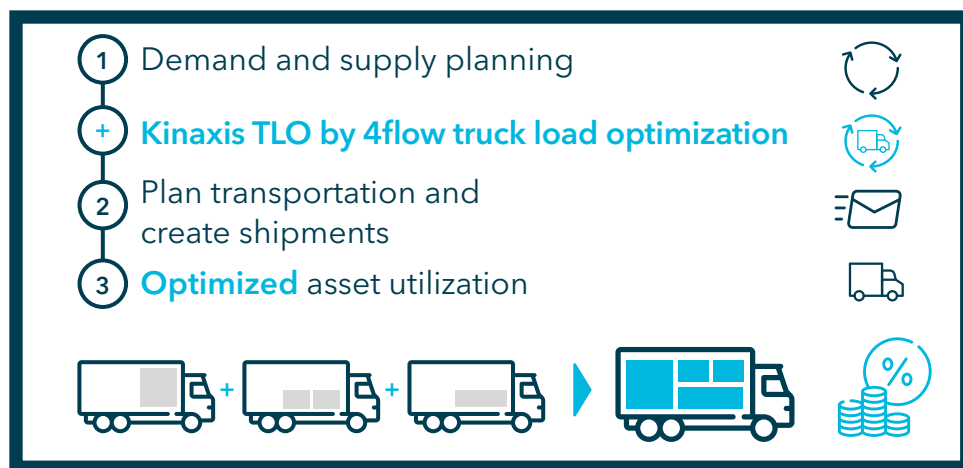 1 Demand and supply planning
+ Kinaxis TLO by 4flow truck load optimization
2 Plan transportation and
create shipments
3 Optimized asset utilization
+ +
%